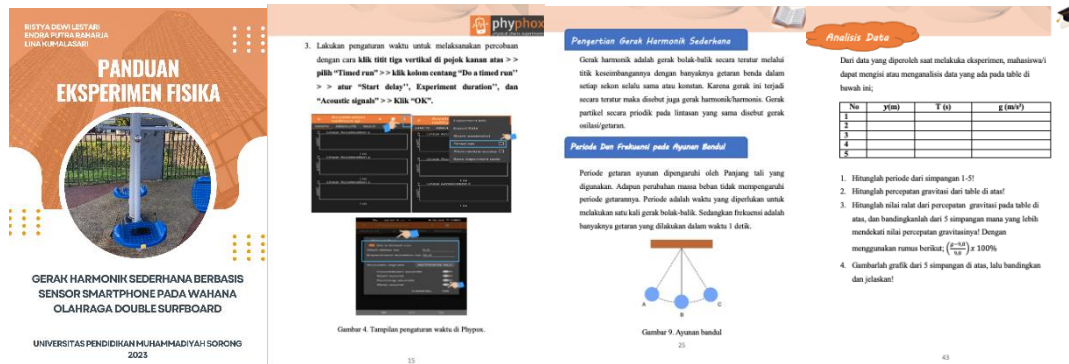 RISTYA DEWI LESTARI
ENDRA PUTRA RAHARJA
LINA KUMALASARI
PANDUAN
EKSPERIMEN FISIKA
GERAK HARMONIK SEDERHANA BERBASIS
SENSOR SMARTPHONE PADA WAHANA
OLAHRAGA DOUBLE SURFBOARD
UNIVERSITAS PENDIDIKAN MUHAMMADIYAH SORONG
2023
phyphox
3. Lakukan pengaturan waktu untuk melaksanakan percobaan
dengan cara klik titit tiga vertikal di pojok kanan atas > >
pilih “Timed run” > > klik kolom centang “Do a timed run”
> > atur “Start delay”, Experiment duration”, dan
“Acoustic signals” > > Klik “OK”.
Gambar 4. Tampilan pengaturan waktu di Phypox.
15
Pengertian Gerak Harmonik Sederhana
Gerak harmonik adalah gerak bolak-balik secara teratur melalui
titik keseimbangannya dengan banyaknya getaran benda dalam
setiap sekon selalu sama atau konstan. Karena gerak ini terjadi
secara teratur maka disebut juga gerak harmonik/harmonis. Gerak
partikel secara priodik pada lintasan yang sama disebut gerak
osilasi/getaran.
Periode Dan Frekuensi pada Ayunan Bandul
Periode getaran ayunan dipengaruhi oleh Panjang tali yang
digunakan. Adapun perubahan massa beban tidak mempengaruhi
periode getarannya. Periode adalah waktu yang diperlukan untuk
melakukan satu kali gerak bolak-balik. Sedangkan frekuensi adalah
banyaknya getaran yang dilakukan dalam waktu 1 detik.
A
B
C
Gambar 9. Ayunan bandul
25
Analisis Data
Dari data yang diperoleh saat melakuka eksperimen, mahasiswa/i
dapat mengisi atau menganalisis data yang ada pada table di
bawah ini;
No y(m) T (s) g (m/s²)
1
2
3
4
5
1. Hitunglah periode dari simpangan 1-5!
2. Hitunglah percepatan gravitasi dari table di atas!
3. Hitunglah nilai ralat dari percepatan gravitasi pada table di
atas, dan bandingkanlah dari 5 simpangan mana yang lebih
mendekati nilai percepatan gravitasinya! Dengan
menggunakan rumus berikut; (g−9,8/9,8) x 100%
4. Gambarlah grafik dari 5 simpangan di atas, lalu bandingkan
dan jelaskan!
43